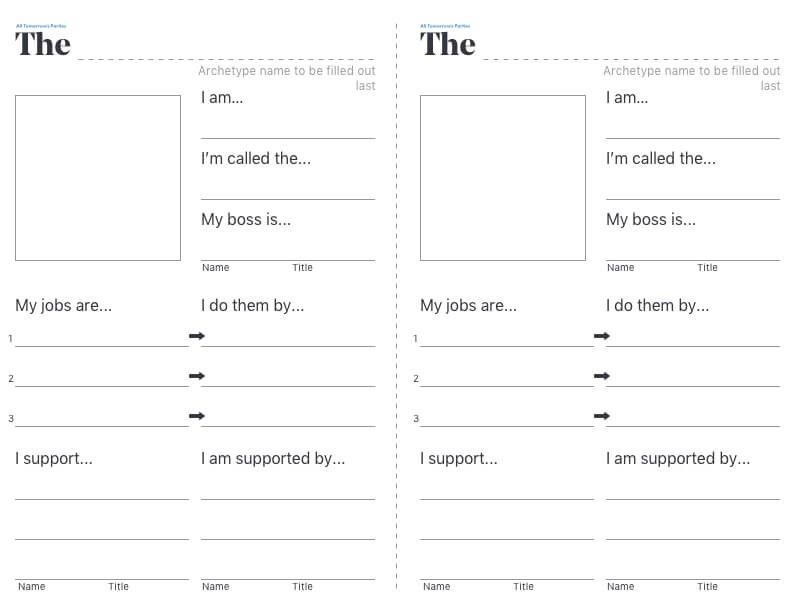 All Tomorrow's Parties
The
Archetype name to be filled out
last
I am...
I'm called the...
My boss is...
Name Title
My jobs are... I do them by...
1
2
3
I support... I am supported by...
Name Title Name Title
All Tomorrow's Parties
The
Archetype name to be filled out
last
I am...
I'm called the...
My boss is...
Name Title
My jobs are... I do them by...
1
2
3
I support... I am supported by...
Name Title Name Title